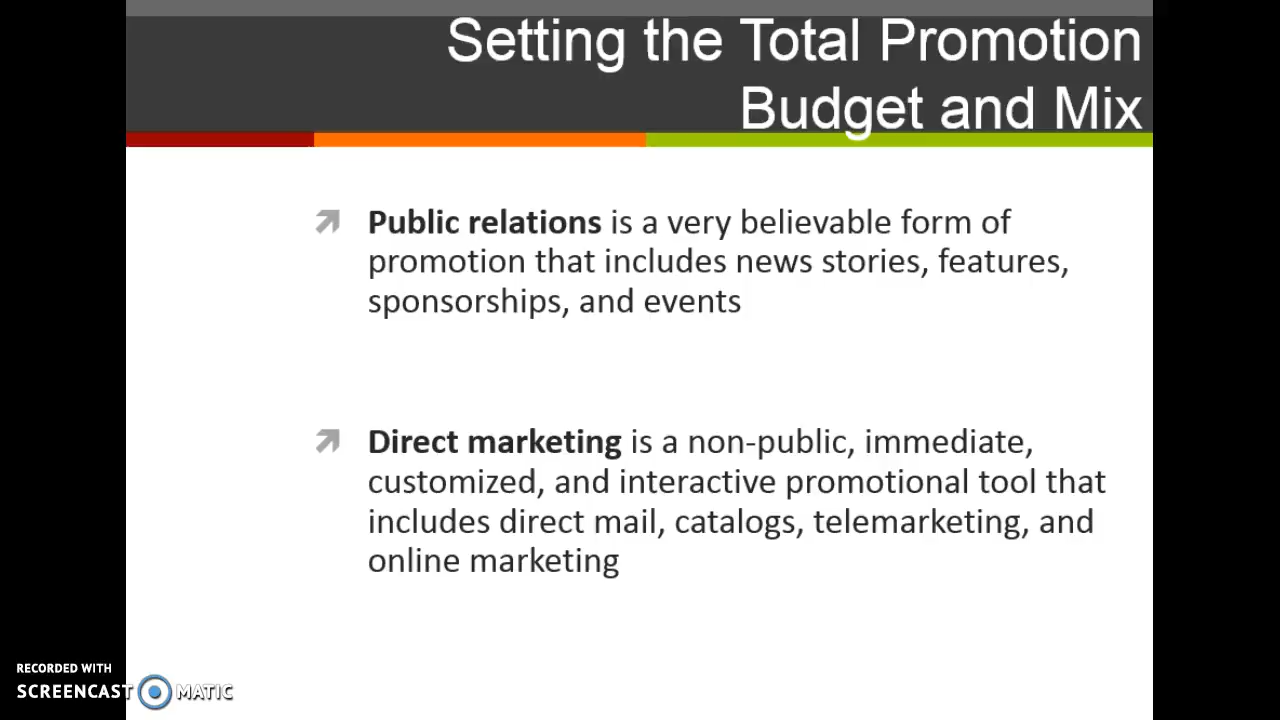 Setting the Total Promotion
Budget and Mix
Public relations is a very believable form of
promotion that includes news stories, features,
sponsorships, and events
Direct marketing is a non-public, immediate,
customized, and interactive promotional tool that
includes direct mail, catalogs, telemarketing, and
online marketing
RECORDED WITH
SCREENCAST MATIC